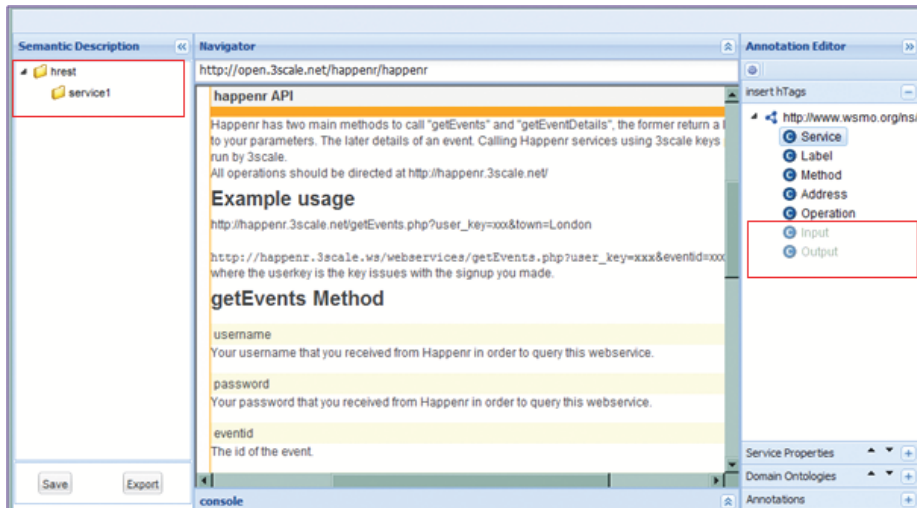 Semantic Description
hrest
service1
Save
Export
Navigator
http://open.3scale.net/happenr/happenr
happenr API
Happenr has two main methods to call "getEvents" and "getEventDetails", the former return a l
to your parameters. The later details of an event. Calling Happenr services using 3scale keys
run by 3scale.
All operations should be directed at http://happenr.3scale.net/
Example usage
http://happenr.3scale.net/getEvents.php?user_key=xxx&town=London
http://happenr.3scale.ws/webservices/getEvents.php?user_key=xxx&eventid=xxx
where the userkey is the key issues with the signup you made.
getEvents Method
username
Your username that you received from Happenr in order to query this webservice.
password
Your password that you received from Happenr in order to query this webservice.
eventid
The id of the event.
console
Annotation Editor
insert hTags
http://www.wsmo.org/ns/
Service
Label
Method
Address
Operation
Input
Output
Service Properties
Domain Ontologies
Annotations